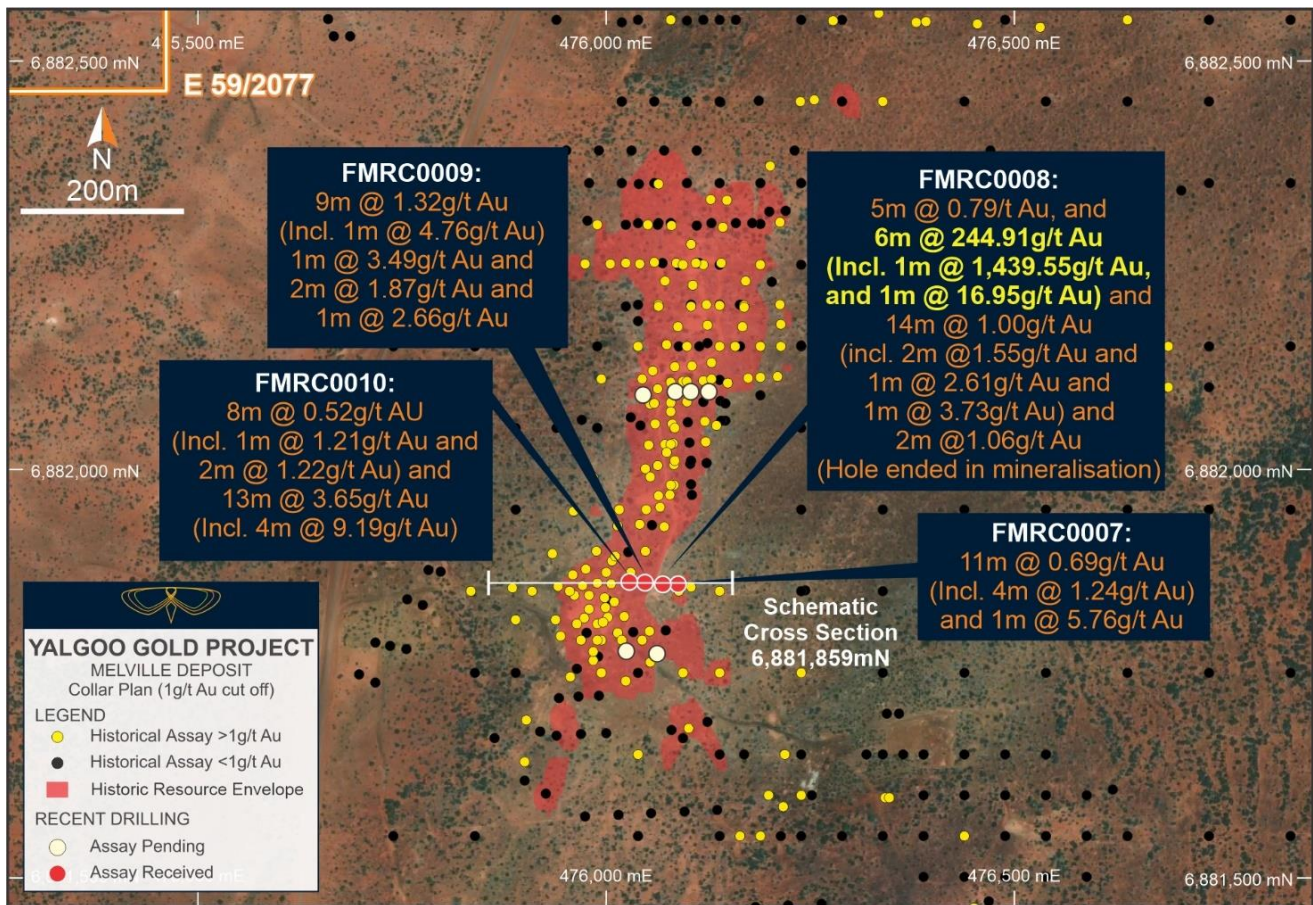 475,500 mE
476,000 mE
476,500 mE
6,882,500 mN
6,882,500 mN
E 59/2077
N
200m
FMRC0009:
9m @ 1.32g/t Au
(Incl. 1m @ 4.76g/t Au)
1m @ 3.49g/t Au and
2m @ 1.87g/t Au and
1m @ 2.66g/t Au
FMRC0008:
5m @ 0.79/t Au, and
6m @ 244.91g/t Au
(Incl. 1m @ 1,439.55g/t Au,
and 1m @ 16.95g/t Au) and
14m @ 1.00g/t Au
(incl. 2m @1.55g/t Au and
1m @ 2.61g/t Au and
1m @ 3.73g/t Au) and
2m @1.06g/t Au
(Hole ended in mineralisation)
FMRC0010:
8m @ 0.52g/t AU
(Incl. 1m @ 1.21g/t Au and
2m @ 1.22g/t Au) and
13m @ 3.65g/t Au
(Incl. 4m @ 9.19g/t Au)
6,882,000 mN
6,882,000 mN
FMRC0007:
11m @ 0.69g/t Au
(Incl. 4m @ 1.24g/t Au)
and 1m @ 5.76g/t Au
Schematic
Cross Section
6,881,859mN
YALGOO GOLD PROJECT
MELVILLE DEPOSIT
Collar Plan (1g/t Au cut off)
LEGEND
Historical Assay >1g/t Au
Historical Assay <1g/t Au
Historic Resource Envelope
RECENT DRILLING
Assay Pending
Assay Received
476,000 mE
476,500 mE
6,881,500 mN